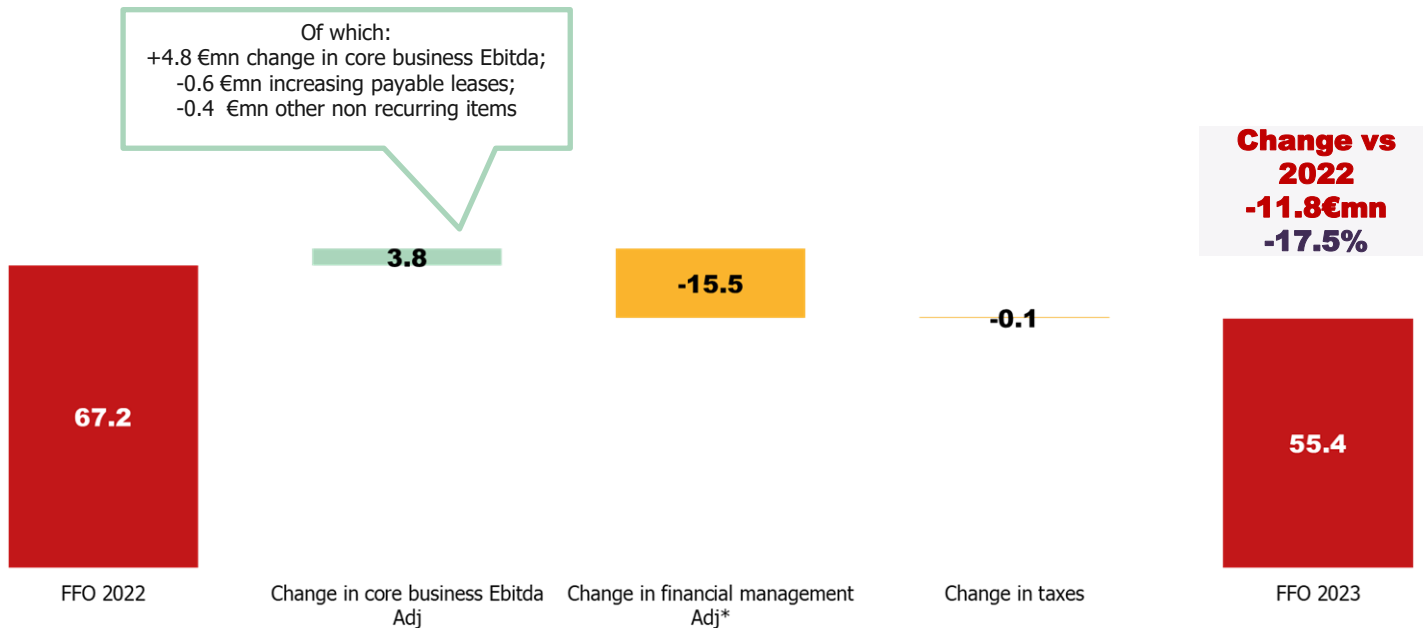 Of which:
+4.8 €mn change in core business Ebitda;
-0.6 €mn increasing payable leases;
-0.4 €mn other non recurring items
Change vs
2022
-11.8€mn
-17.5%
3.8
-15.5
-0.1
67.2
55.4
FFO 2022
Change in core business Ebitda
Adj
Change in financial management
Adj*
Change in taxes
FFO 2023